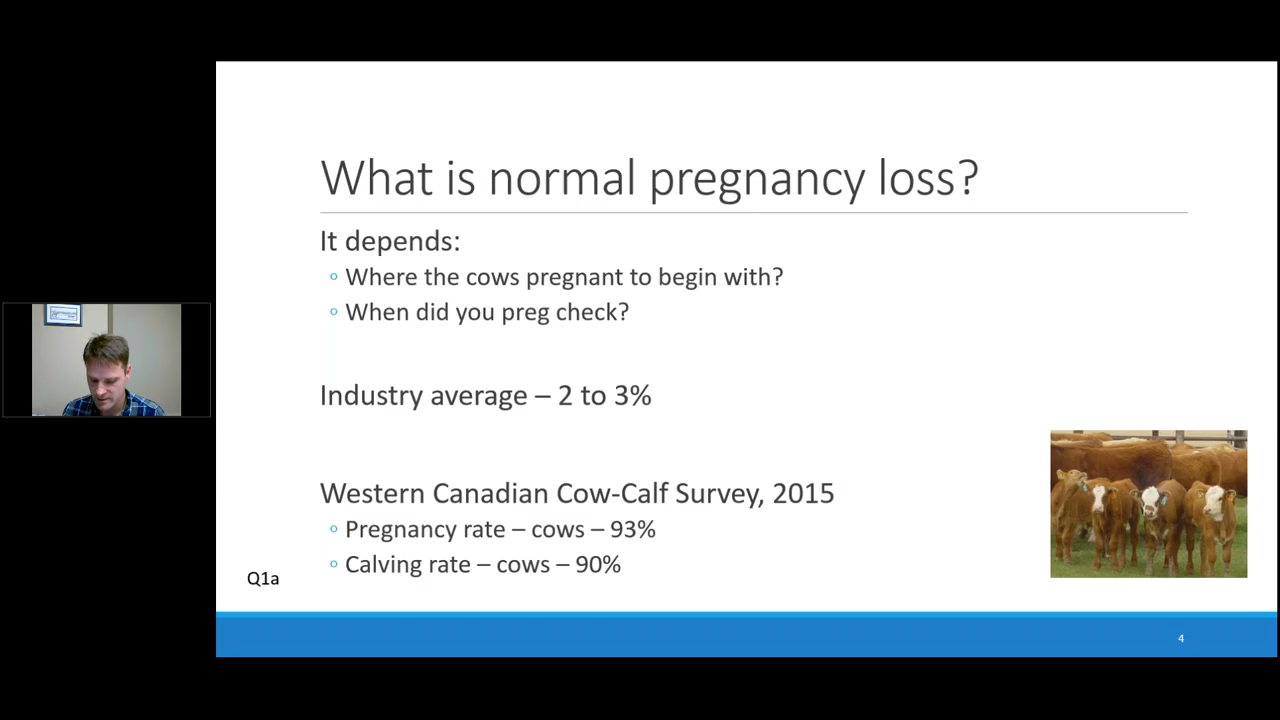 What is normal pregnancy loss?
It depends:
◦ Where the cows pregnant to begin with?
◦ When did you preg check?
Industry average – 2 to 3%
Western Canadian Cow-Calf Survey, 2015
◦ Pregnancy rate – cows – 93%
◦ Calving rate – cows – 90%
Q1a
4